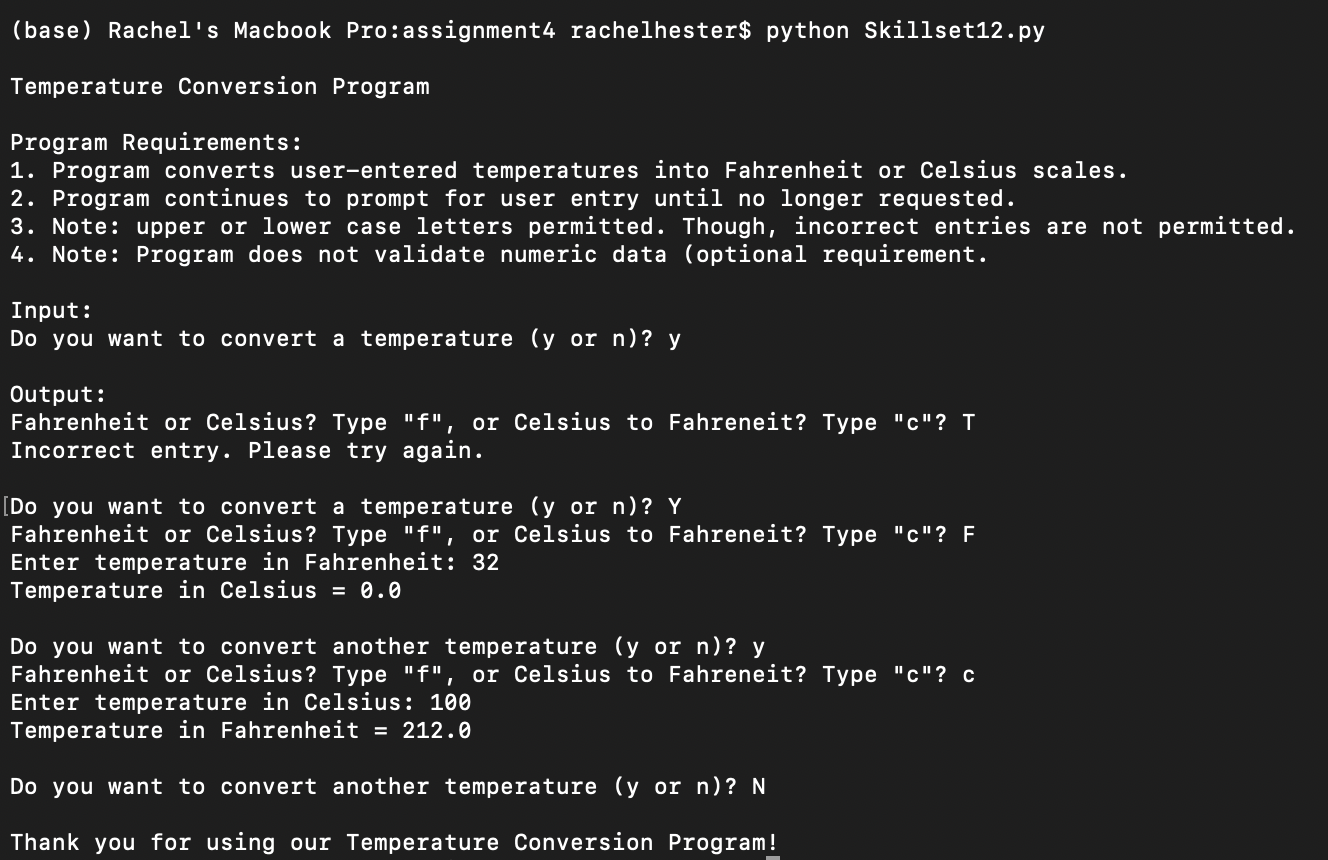 (base) Rachel's Macbook Pro:assignment4 rachelhester$ python Skillset12.py
Temperature Conversion Program
Program Requirements:
1. Program converts user-entered temperatures into Fahrenheit or Celsius scales.
2. Program continues to prompt for user entry until no longer requested.
3. Note: upper or lower case letters permitted. Though, incorrect entries are not permitted.
4. Note: Program does not validate numeric data (optional requirement.
Input:
Do you want to convert a temperature (y or n)? y
Output:
Fahrenheit or Celsius? Type "f", or Celsius to Fahreneit? Type "c"? T
Incorrect entry. Please try again.
[Do you want to convert a temperature (y or n)? Y
Fahrenheit or Celsius? Type "f", or Celsius to Fahreneit? Type "c"? F
Enter temperature in Fahrenheit: 32
Temperature in Celsius = 0.0
Do you want to convert another temperature (y or n)? y
Fahrenheit or Celsius? Type "f", or Celsius to Fahreneit? Type "c"? c
Enter temperature in Celsius: 100
Temperature in Fahrenheit = 212.0
Do you want to convert another temperature (y or n)? N
Thank you for using our Temperature Conversion Program!